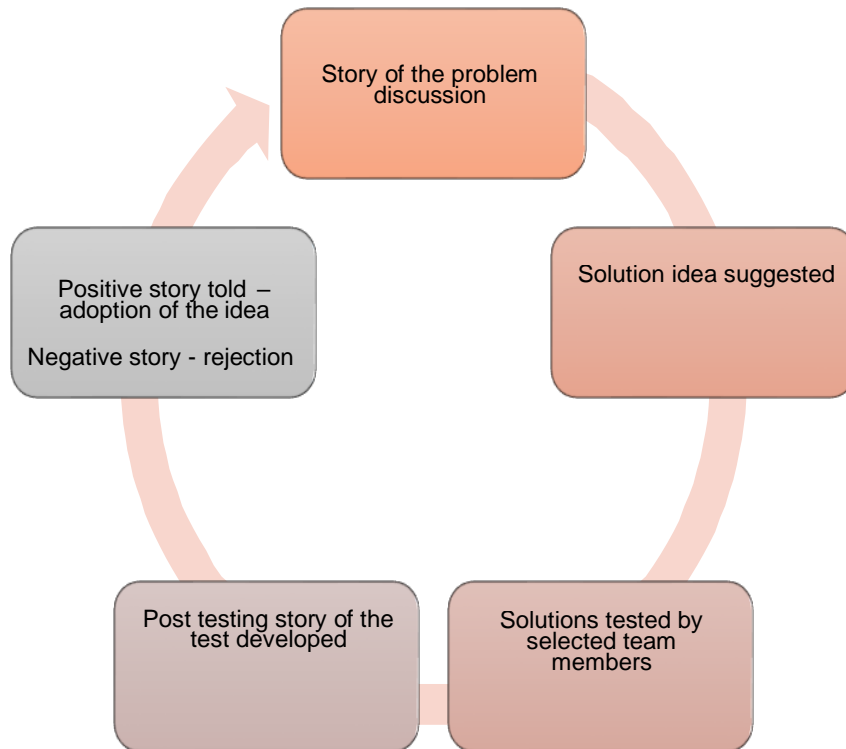 Story of the problem
discussion
Solution idea suggested
Solutions tested by
selected team
members
Post testing story of the
test developed
Positive story told – 
adoption of the idea
Negative story - rejection